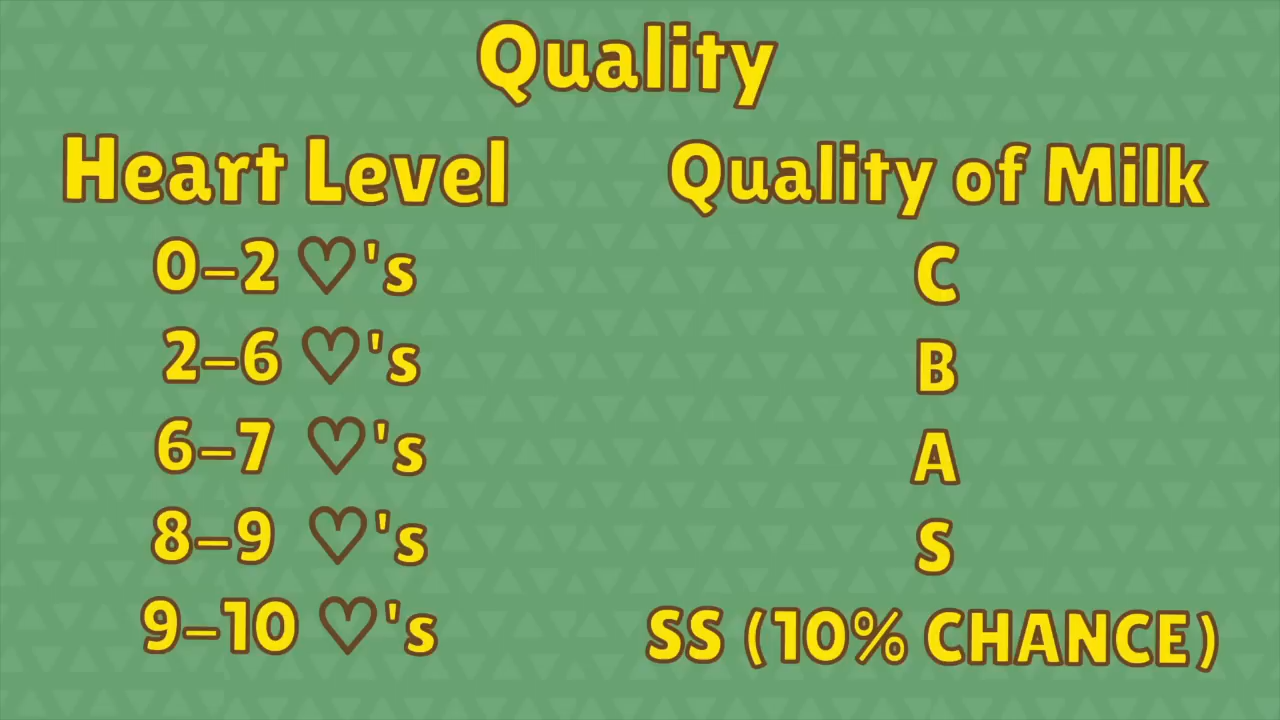 Quality
Heart Level Quality of Milk
0–2 ♡'s C
2–6 ♡'s B
6–7 ♡'s A
8–9 ♡'s S
9–10 ♡'s SS (10% CHANCE)